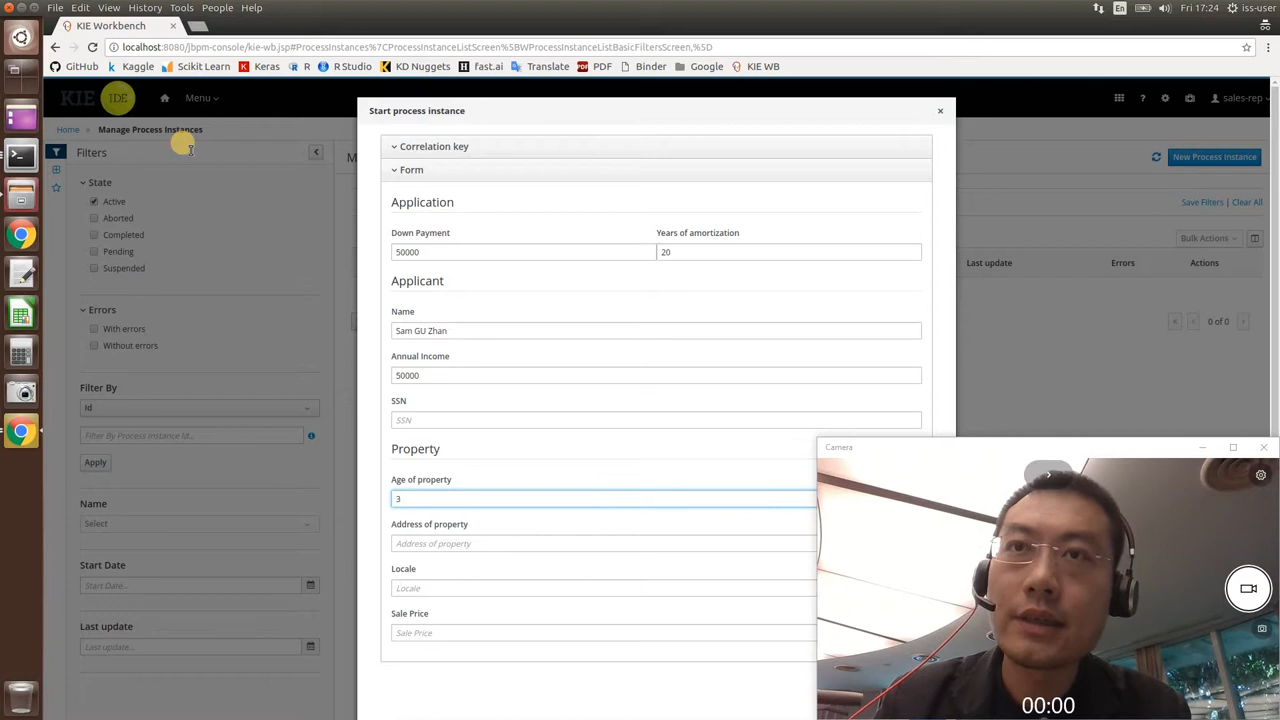 File Edit View History Tools People Help
En 17:24 iss-user
KIE Workbench
localhost:8080/jbpm-console/kie-wb.jsp#ProcessInstances%7CProcessInstanceListScreen%5BWProcessInstanceListBasicFiltersScreen,%5D
GitHub Kaggle Scikit Learn Keras R R Studio KD Nuggets fast.ai Translate PDF Binder Google KIE WB
KIE IDE Menu
sales-rep
Home » Manage Process Instances
Filters
State
Active
Aborted
Completed
Pending
Suspended
Errors
With errors
Without errors
Filter By
Id
Filter By Process Instance Id...
Apply
Name
Select
Start Date
Start Date...
Last update
Last update...
Start process instance
Correlation key
Form
Application
Down Payment
Years of amortization
50000
20
Applicant
Name
Sam GU Zhan
Annual Income
50000
SSN
SSN
Property
Age of property
3
Address of property
Address of property
Locale
Locale
Sale Price
Sale Price
M
New Process Instance
Save Filters | Clear All
Bulk Actions
Last update Errors Actions
0 of 0
Camera
00:00